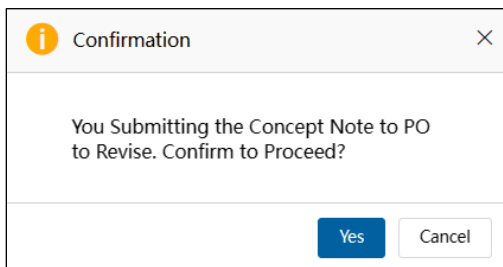 Confirmation
You Submitting the Concept Note to PO
to Revise. Confirm to Proceed?
Yes
Cancel